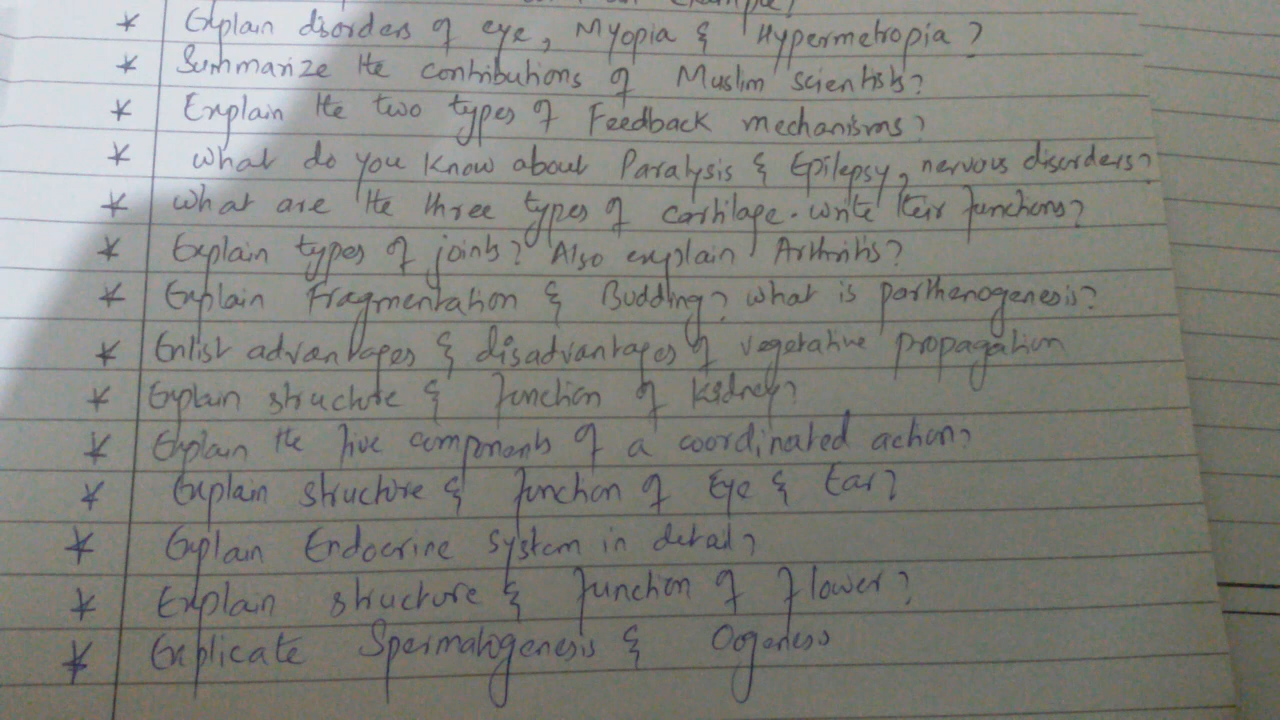 Example?
* Explain disorders of eye, Myopia & Hypermetropia?
* Summarize the contributions of Muslim scientists?
* Explain the two types of Feedback mechanisms?
* what do you know about Paralysis & Epilepsy, nervous disorders?
* what are the three types of cartilage. write their functions?
* Explain types of joints? Also explain Arthritis?
* Explain Fragmentation & Budding? what is parthenogenesis?
* Enlist advantages & disadvantages of vegetative propagation
* Explain structure & function of kidney?
* Explain the five components of a coordinated action?
* Explain structure & function of Eye & Ear?
* Explain Endocrine system in detail?
* Explain structure & function of flower?
* Explicate Spermatogenesis & Oogenesis